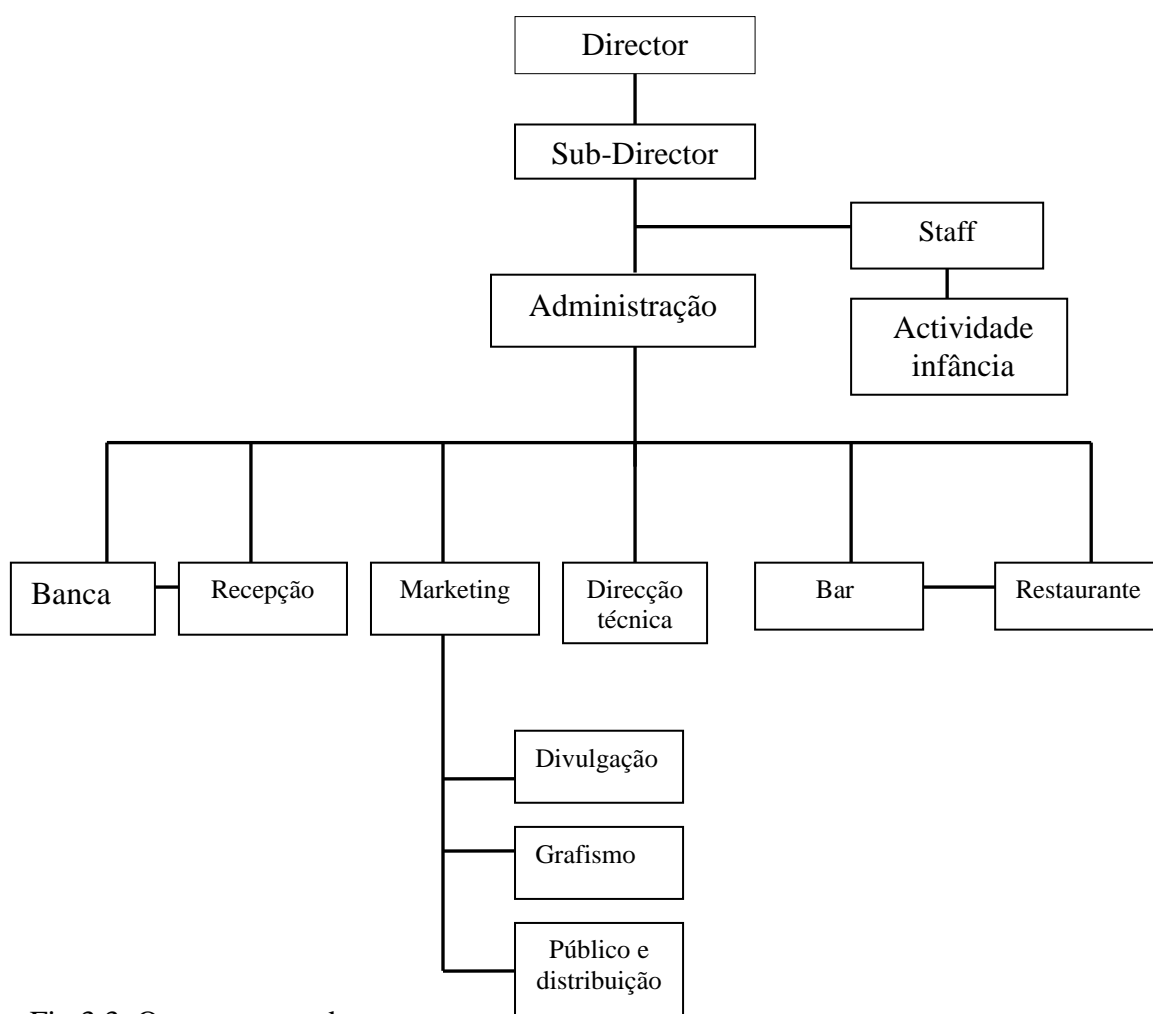 Director
Sub-Director
Staff
Administração
Actividade
infância
Banca
Recepção
Marketing
Direcção
técnica
Bar
Restaurante
Divulgação
Grafismo
Público e
distribuição